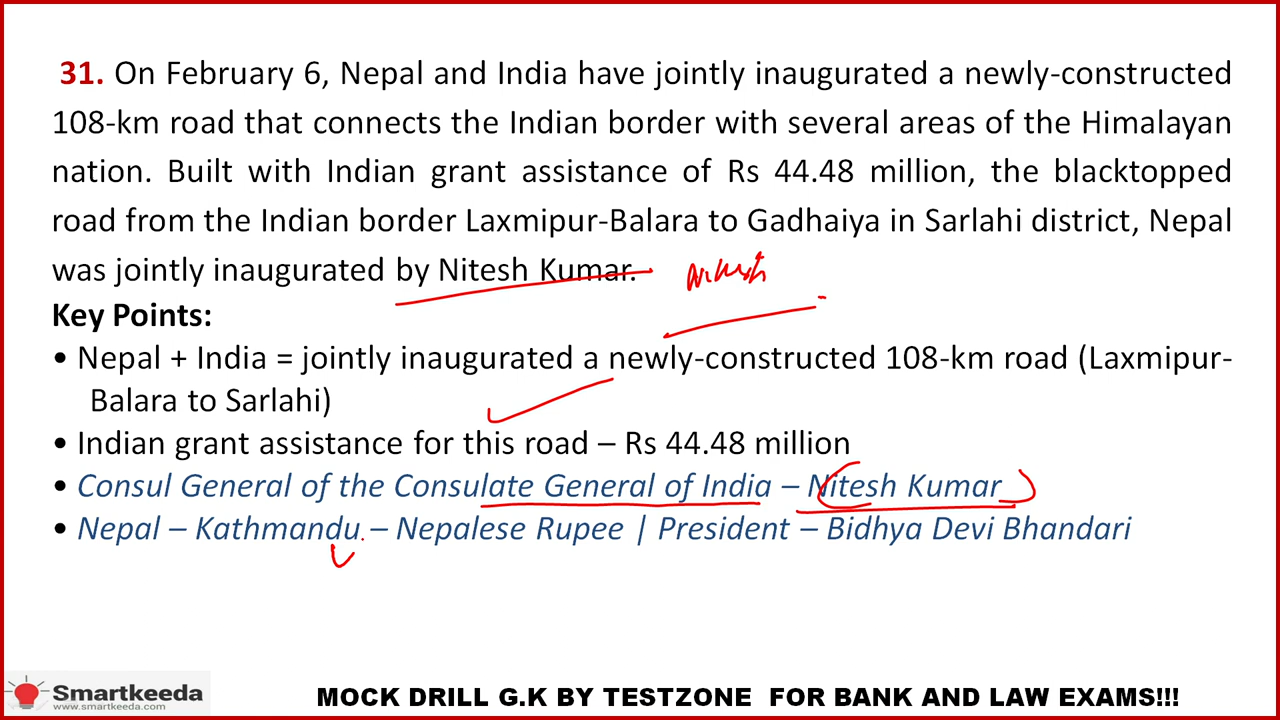 31. On February 6, Nepal and India have jointly inaugurated a newly-constructed
108-km road that connects the Indian border with several areas of the Himalayan
nation. Built with Indian grant assistance of Rs 44.48 million, the blacktopped
road from the Indian border Laxmipur-Balara to Gadhaiya in Sarlahi district, Nepal
was jointly inaugurated by Nitesh Kumar.
Key Points:
• Nepal + India = jointly inaugurated a newly-constructed 108-km road (Laxmipur-
Balara to Sarlahi)
• Indian grant assistance for this road – Rs 44.48 million
• Consul General of the Consulate General of India – Nitesh Kumar
• Nepal – Kathmandu – Nepalese Rupee | President – Bidhya Devi Bhandari
Smartkeeda
www.smartkeeda.com
MOCK DRILL G.K BY TESTZONE FOR BANK AND LAW EXAMS!!!